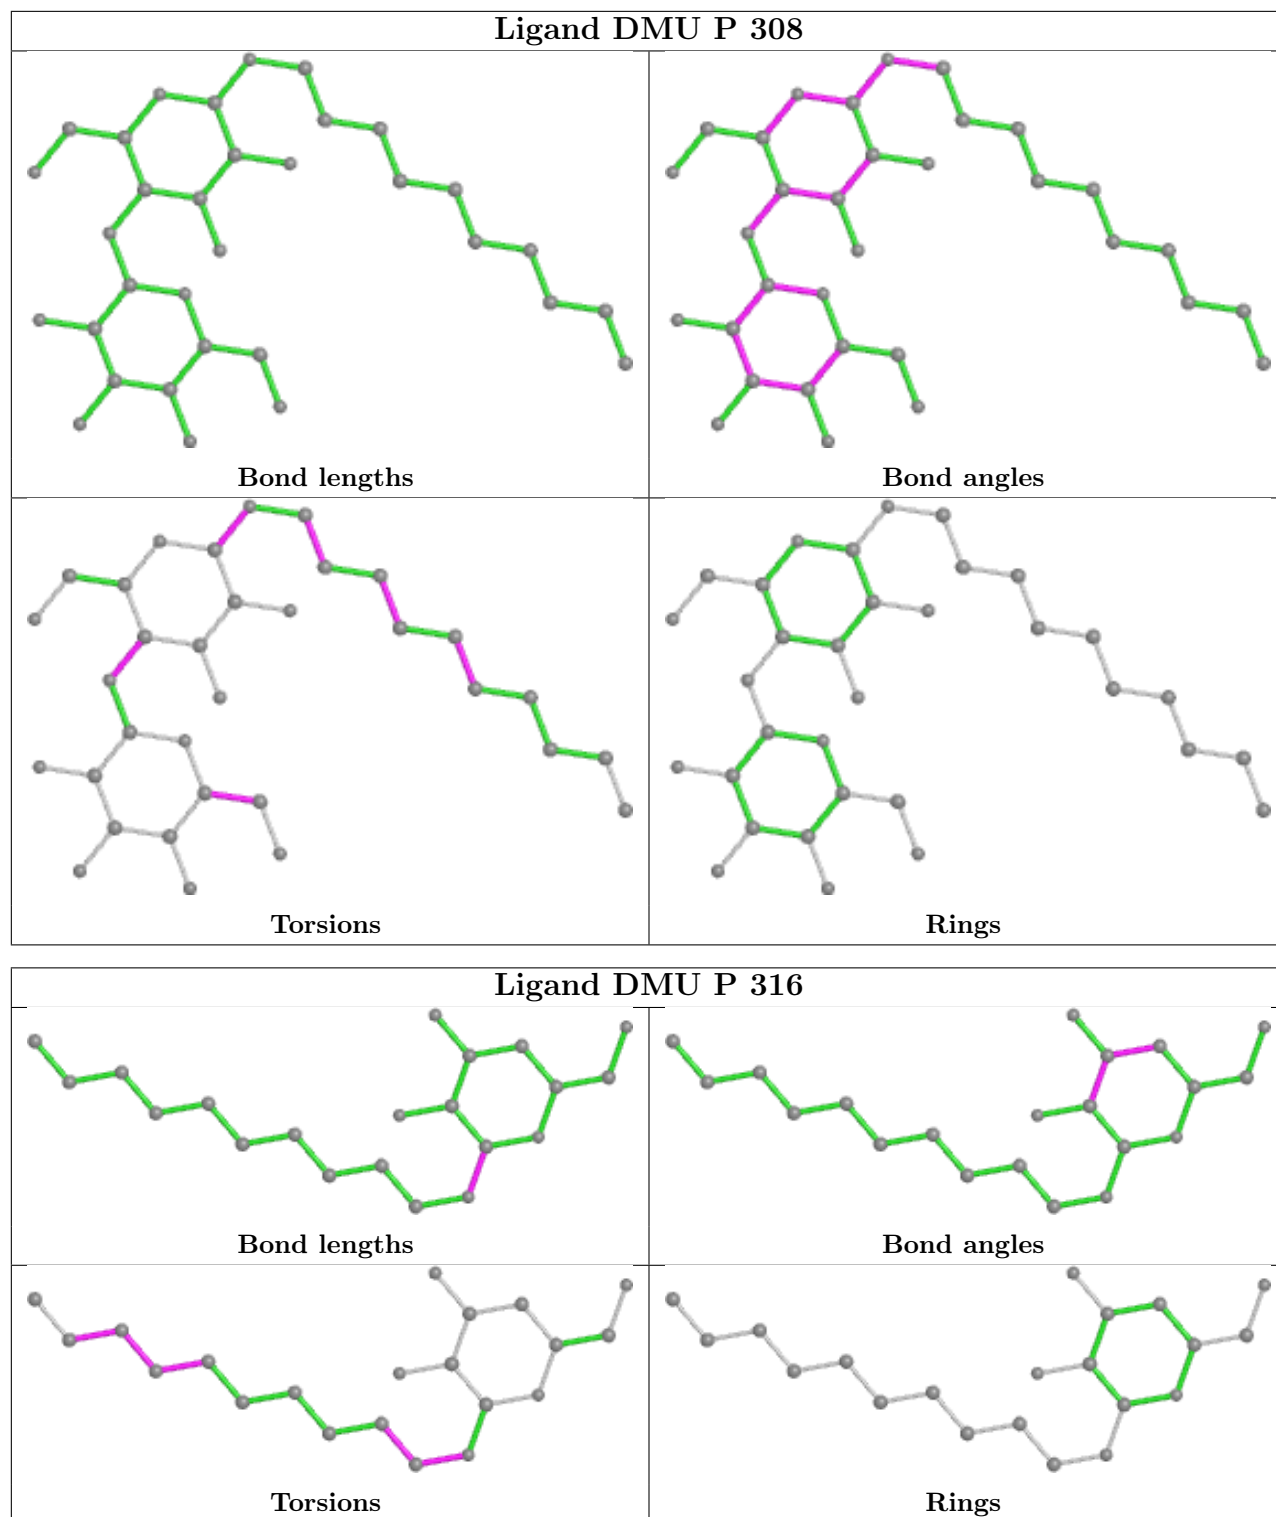 Ligand DMU P 308
Bond lengths
Bond angles
Torsions
Rings
Ligand DMU P 316
Bond lengths
Bond angles
Torsions
Rings